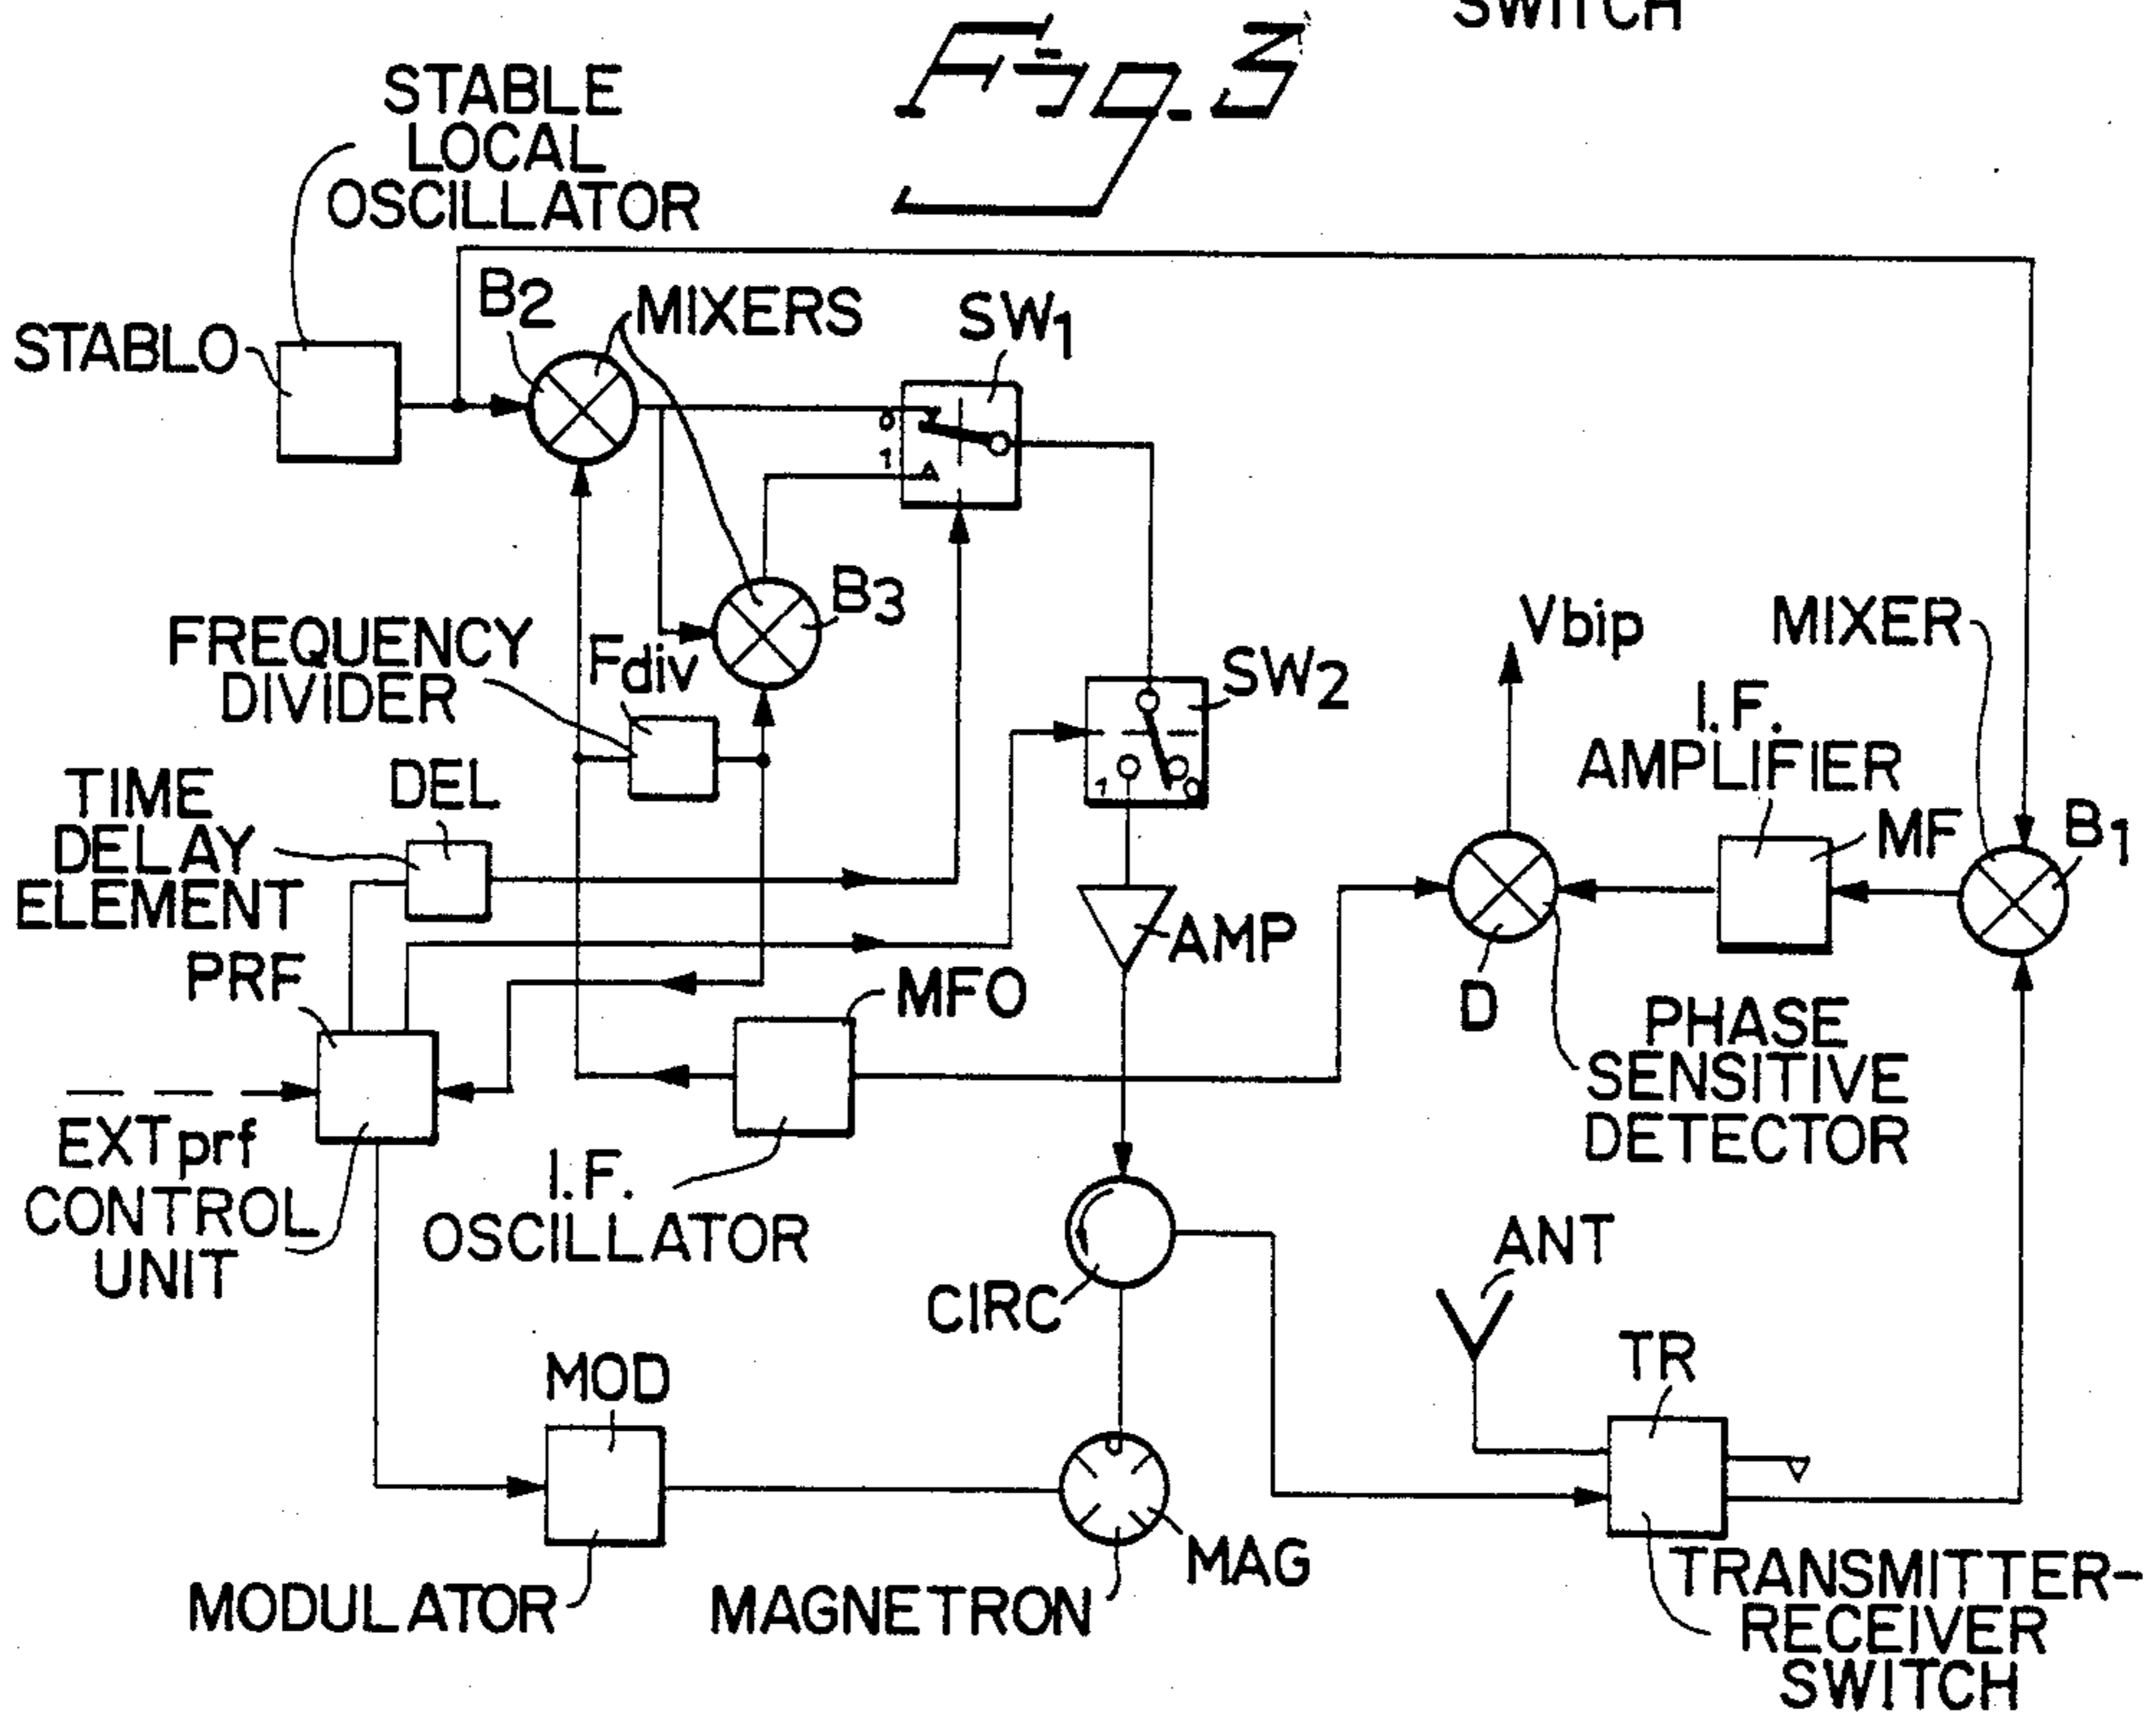 SWITCH
Fig. 3
STABLE
LOCAL
OSCILLATOR
B2
MIXERS
SW1
STABLO
0
1
B3
FREQUENCY
DIVIDER
Fdiv
SW2
1
0
Vbip
MIXER
I.F.
AMPLIFIER
MF
B1
TIME
DELAY
ELEMENT
DEL
AMP
PRF
MFO
D
PHASE
SENSITIVE
DETECTOR
EXTprf
CONTROL
UNIT
I.F.
OSCILLATOR
CIRC
ANT
TR
MOD
MAG
MODULATOR
MAGNETRON
TRANSMITTER-
RECEIVER
SWITCH